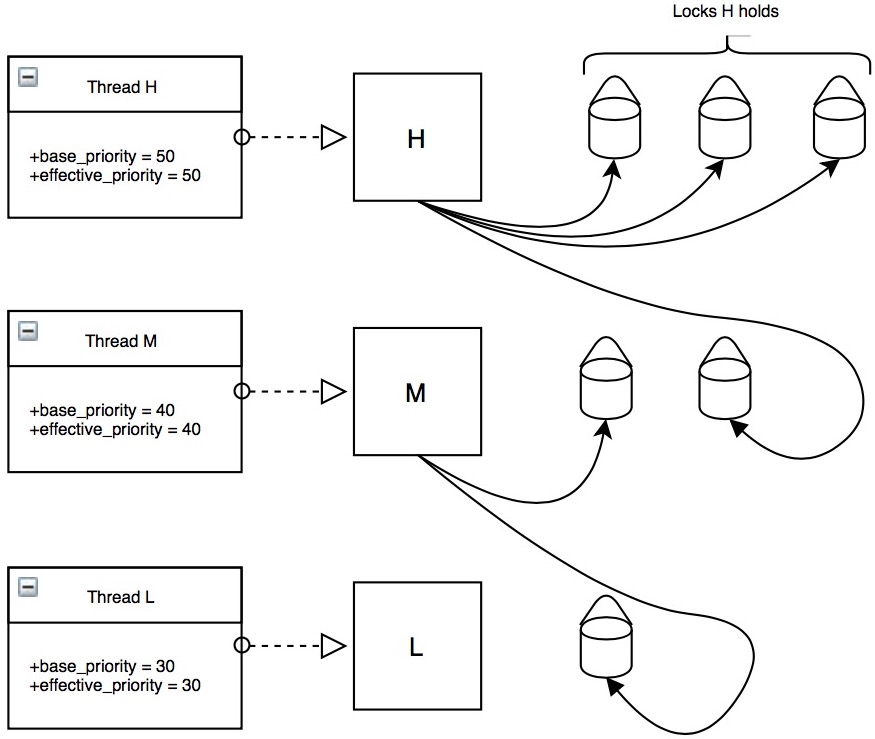 Locks H holds
Thread H
+base_priority = 50
+effective_priority = 50
H
Thread M
+base_priority = 40
+effective_priority = 40
M
Thread L
+base_priority = 30
+effective_priority = 30
L